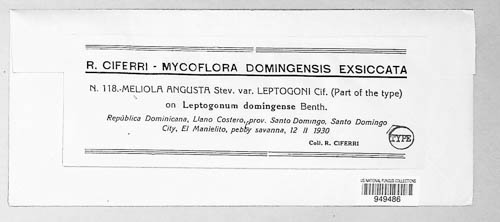 R. CIFERRI - MYCOFLORA DOMINGENSIS EXSICCATA
N. 118.-MELIOLA ANGUSTA Stev. var. LEPTOGONI Cif. (Part of the type)
on Leptogonum domingense Benth.
República Dominicana, Llano Costero, prov. Santo Domingo, Santo Domingo
City, El Manielito, pebby savanna, 12 II 1930
Coll. R. CIFERRI
TYPE
US NATIONAL FUNGUS COLLECTIONS
949486